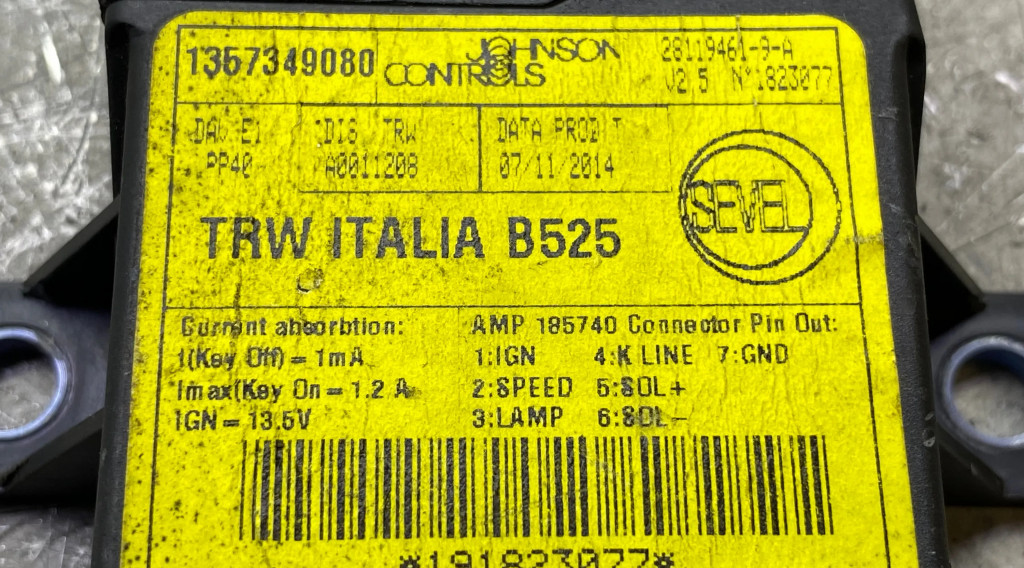 1357349080
JOHNSON
CONTROLS
28119461-9-A
V2.5 N°1823077
PP40
DIS TRW
A0011208
DATA PROD
07/11/2014
TRW ITALIA B525
SEVEL
Current absorbtion:
I(Key Off) = 1mA
Imax(Key On = 1.2 A
IGN = 13.5V
AMP 185740 Connector Pin Out:
1:IGN 4:K LINE 7:GND
2:SPEED 5:SOL+
3:LAMP 6:SOL-
*191823077*